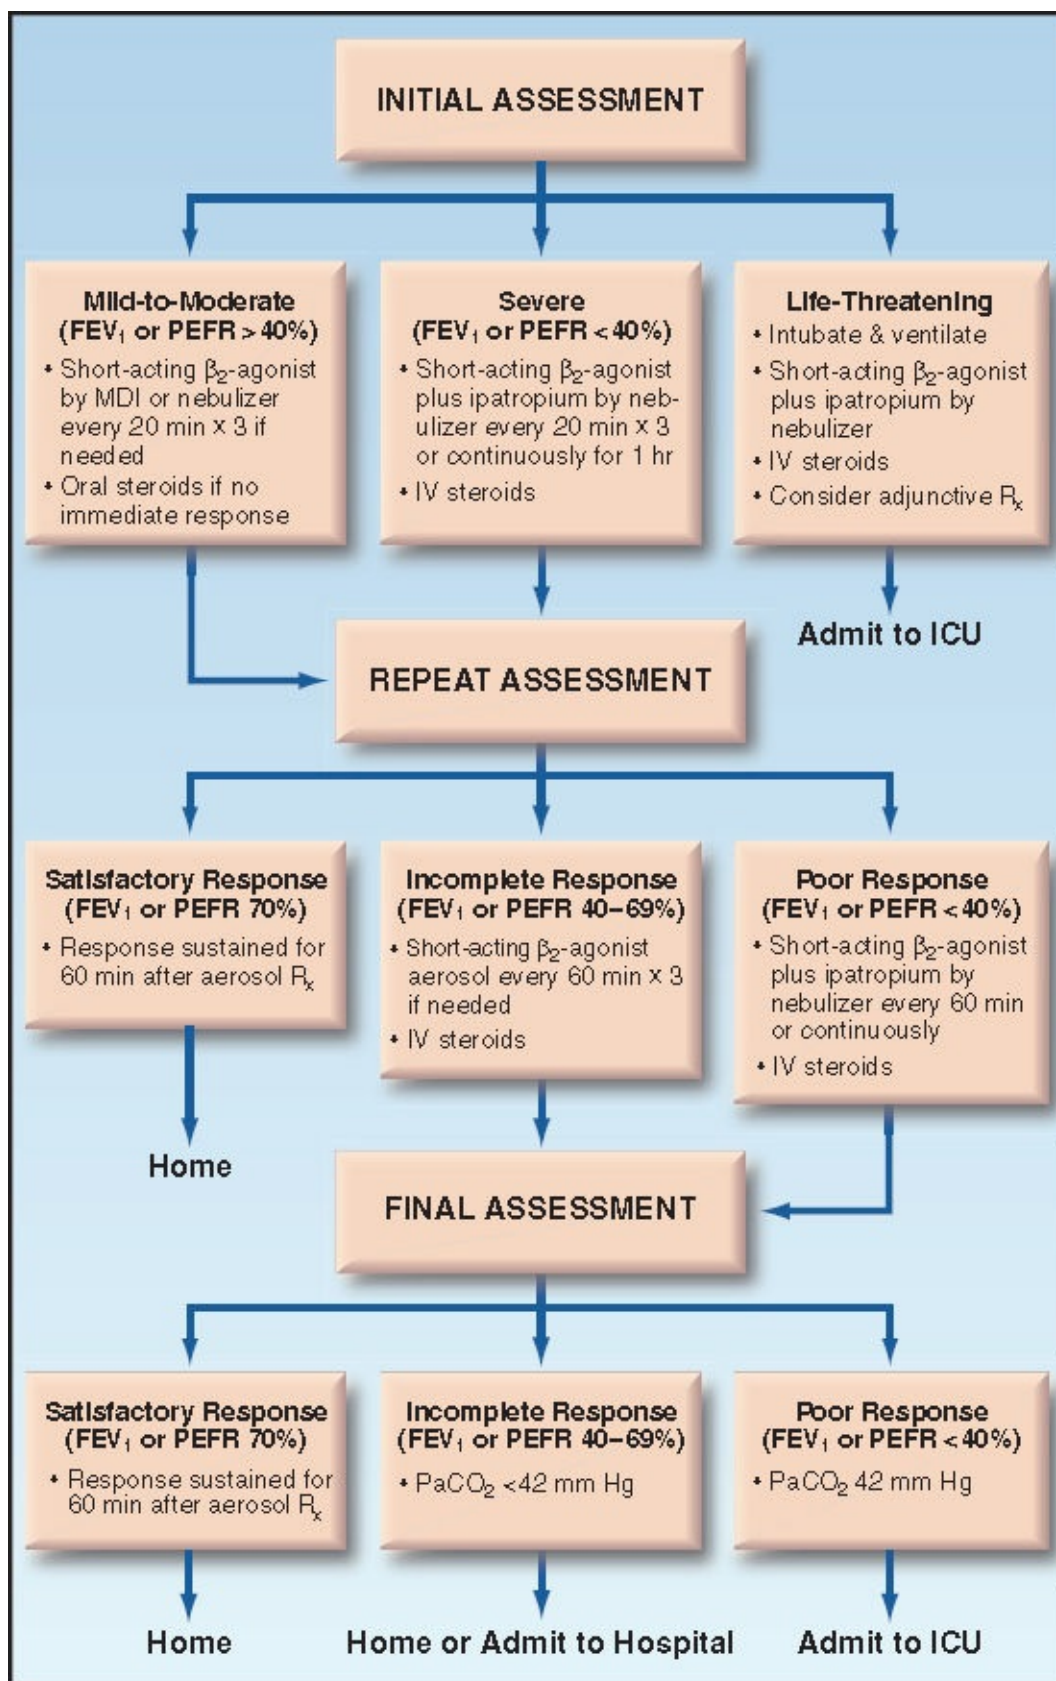 INITIAL ASSESSMENT
Mild-to-Moderate
(FEV₁ or PEFR > 40%)
• Short-acting β₂-agonist
by MDI or nebulizer
every 20 min x 3 if
needed
• Oral steroids if no
immediate response
Severe
(FEV₁ or PEFR < 40%)
• Short-acting β₂-agonist
plus ipatropium by neb-
ulizer every 20 min x 3
or continuously for 1 hr
• IV steroids
Life-Threatening
• Intubate & ventilate
• Short-acting β₂-agonist
plus ipatropium by
nebulizer
• IV steroids
• Consider adjunctive Rₓ
Admit to ICU
REPEAT ASSESSMENT
Satisfactory Response
(FEV₁ or PEFR 70%)
• Response sustained for
60 min after aerosol Rₓ
Home
Incomplete Response
(FEV₁ or PEFR 40–69%)
• Short-acting β₂-agonist
aerosol every 60 min x 3
if needed
• IV steroids
Poor Response
(FEV₁ or PEFR < 40%)
• Short-acting β₂-agonist
plus ipatropium by
nebulizer every 60 min
or continuously
• IV steroids
FINAL ASSESSMENT
Satisfactory Response
(FEV₁ or PEFR 70%)
• Response sustained for
60 min after aerosol Rₓ
Home
Incomplete Response
(FEV₁ or PEFR 40–69%)
• PaCO₂ <42 mm Hg
Home or Admit to Hospital
Poor Response
(FEV₁ or PEFR < 40%)
• PaCO₂ 42 mm Hg
Admit to ICU